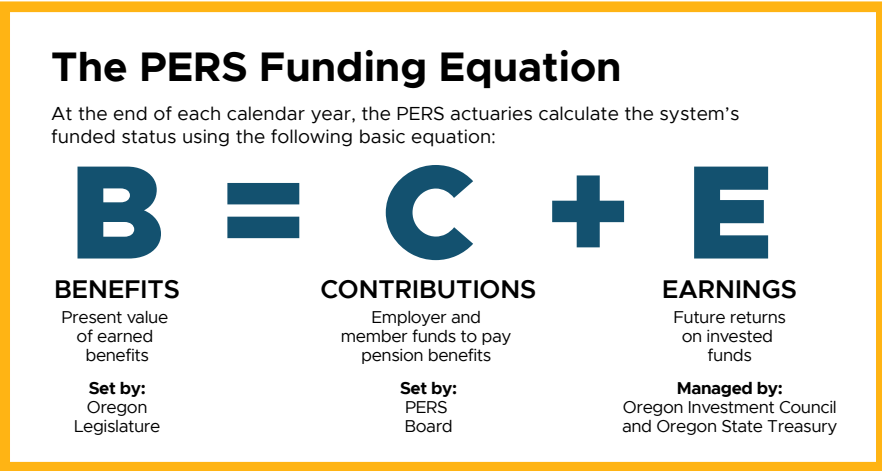 The PERS Funding Equation
At the end of each calendar year, the PERS actuaries calculate the system’s
funded status using the following basic equation:
B = C + E
BENEFITS
Present value
of earned
benefits
Set by:
Oregon
Legislature
CONTRIBUTIONS
Employer and
member funds to pay
pension benefits
Set by:
PERS
Board
EARNINGS
Future returns
on invested
funds
Managed by:
Oregon Investment Council
and Oregon State Treasury